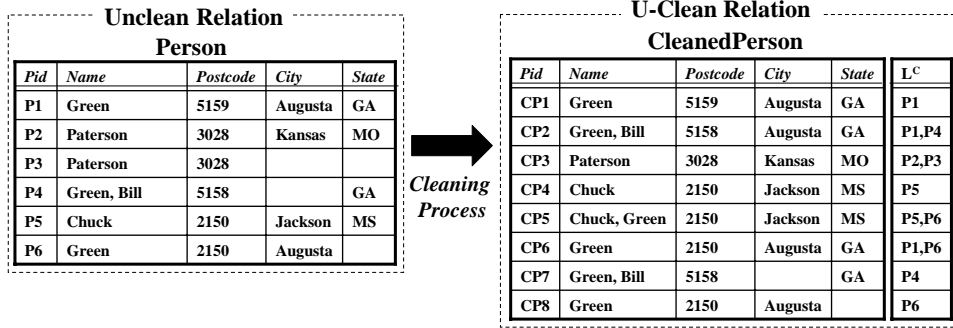 Unclean Relation
Person
Pid Name Postcode City State
P1 Green 5159 Augusta GA
P2 Paterson 3028 Kansas MO
P3 Paterson 3028
P4 Green, Bill 5158 GA
P5 Chuck 2150 Jackson MS
P6 Green 2150 Augusta
Cleaning
Process
U-Clean Relation
CleanedPerson
Pid Name Postcode City State Lᶜ
CP1 Green 5159 Augusta GA P1
CP2 Green, Bill 5158 Augusta GA P1,P4
CP3 Paterson 3028 Kansas MO P2,P3
CP4 Chuck 2150 Jackson MS P5
CP5 Chuck, Green 2150 Jackson MS P5,P6
CP6 Green 2150 Augusta GA P1,P6
CP7 Green, Bill 5158 GA P4
CP8 Green 2150 Augusta P6